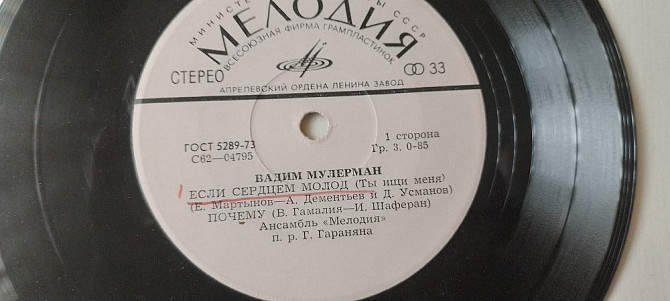 МИНИСТЕ Ы СССР
МЕЛОДИЯ
ВСЕСОЮЗНАЯ ФИРМА ГРАМПЛАСТИНОК
СТЕРЕО 33
АПРЕЛЕВСКИЙ ОРДЕНА ЛЕНИНА ЗАВОД
ГОСТ 5289-73
С62—04795
1 сторона
Гр. 3. 0-85
ВАДИМ МУЛЕРМАН
ЕСЛИ СЕРДЦЕМ МОЛОД (Ты ищи меня)
(Е. Мартынов—А. Дементьев и Д. Усманов)
ПОЧЕМУ (В. Гамалия—И. Шаферан)
Ансамбль «Мелодия»
п. р. Г. Гараняна